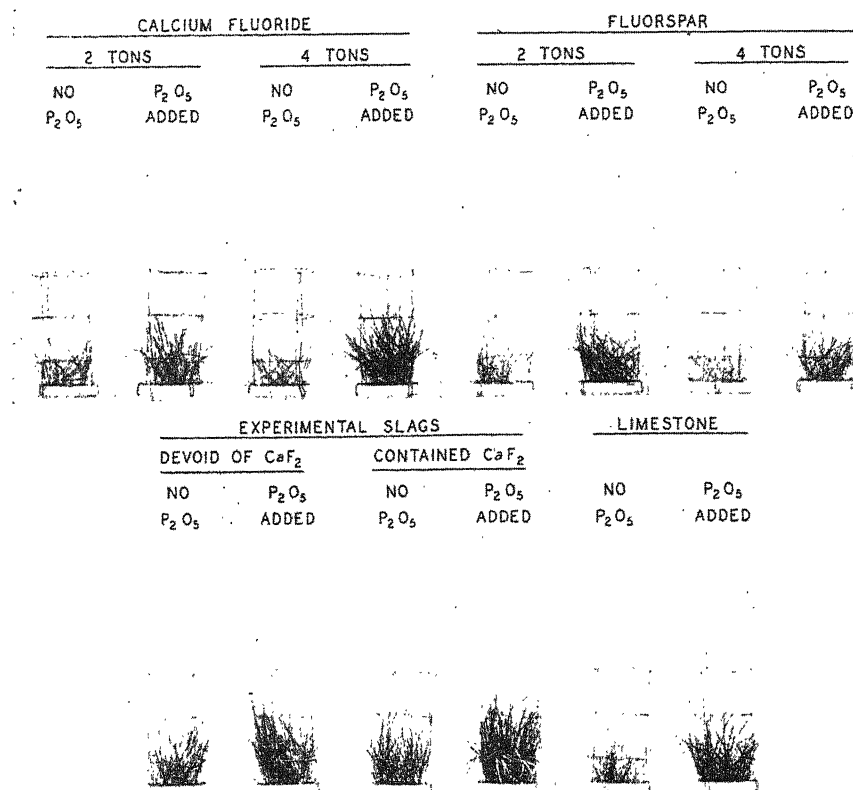 CALCIUM FLUORIDE FLUORSPAR
2 TONS 4 TONS 2 TONS 4 TONS
NO P₂O₅ NO P₂O₅ NO P₂O₅ NO P₂O₅
P₂O₅ ADDED P₂O₅ ADDED P₂O₅ ADDED P₂O₅ ADDED
EXPERIMENTAL SLAGS LIMESTONE
DEVOID OF CaF₂ CONTAINED CaF₂
NO P₂O₅ NO P₂O₅ NO P₂O₅
P₂O₅ ADDED P₂O₅ ADDED P₂O₅ ADDED